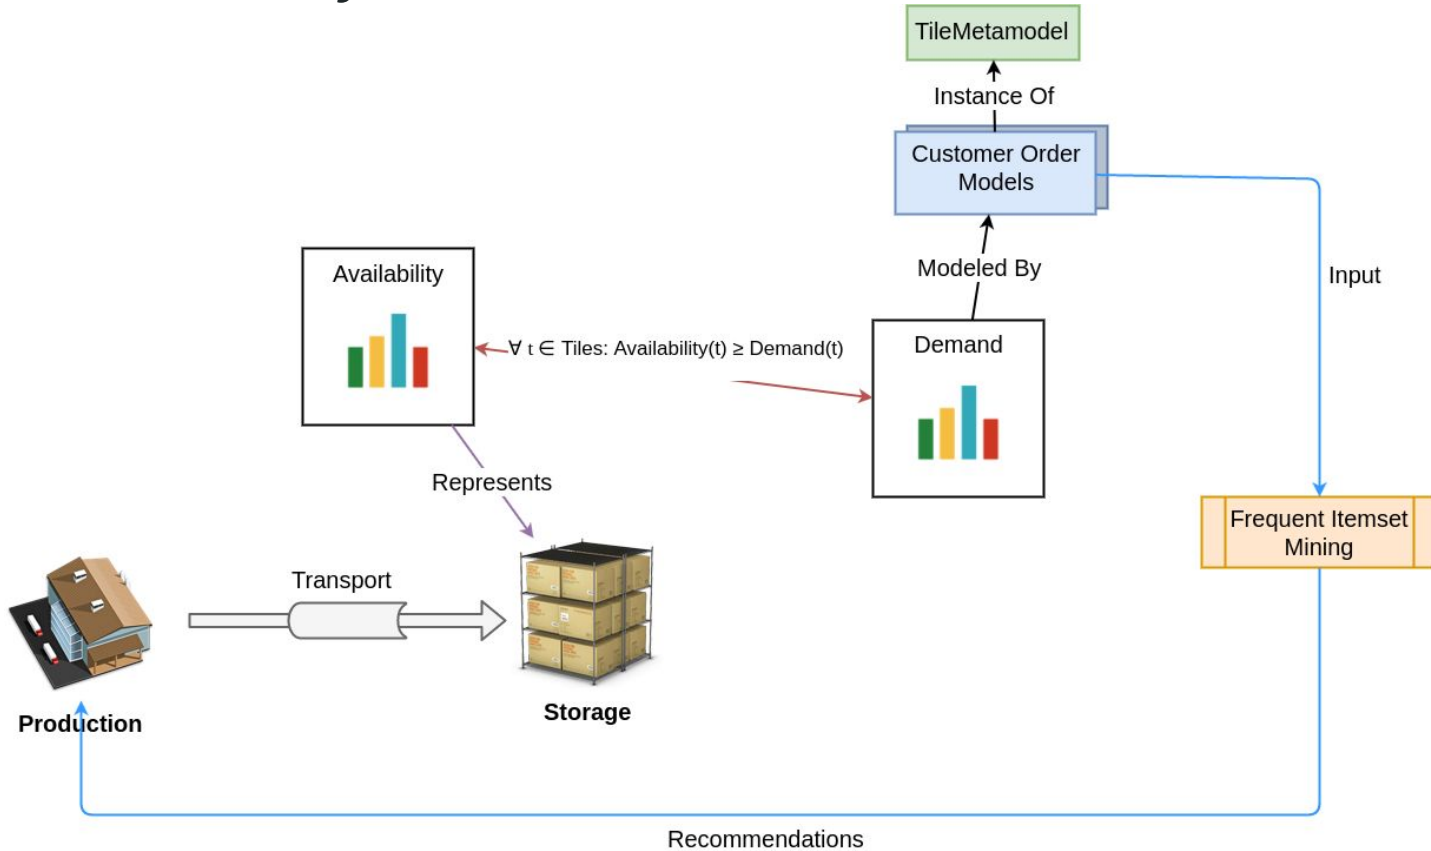 TileMetamodel
Instance Of
Customer Order
Models
Modeled By
Input
Availability
∀ t ∈ Tiles: Availability(t) ≥ Demand(t)
Demand
Represents
Frequent Itemset
Mining
Transport
Production
Storage
Recommendations